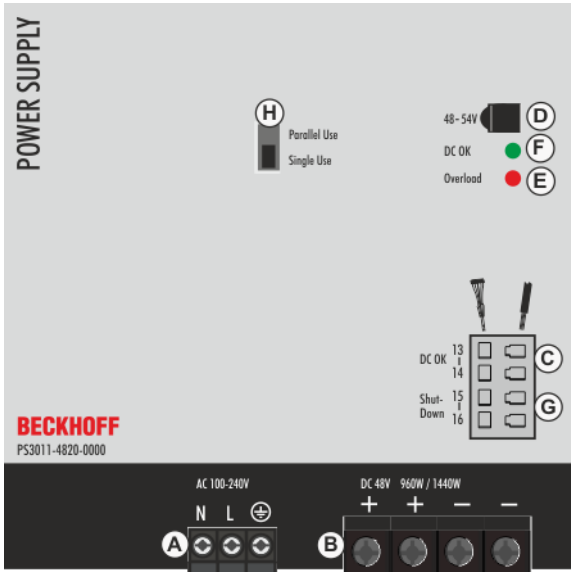 POWER SUPPLY
H
Parallel Use
Single Use
48-54V
D
DC OK
F
Overload
E
DC OK
13
14
C
Shut-
Down
15
16
G
BECKHOFF
PS3011-4820-0000
AC 100-240V
N L
A
DC 48V 960W / 1440W
+ + − −
B